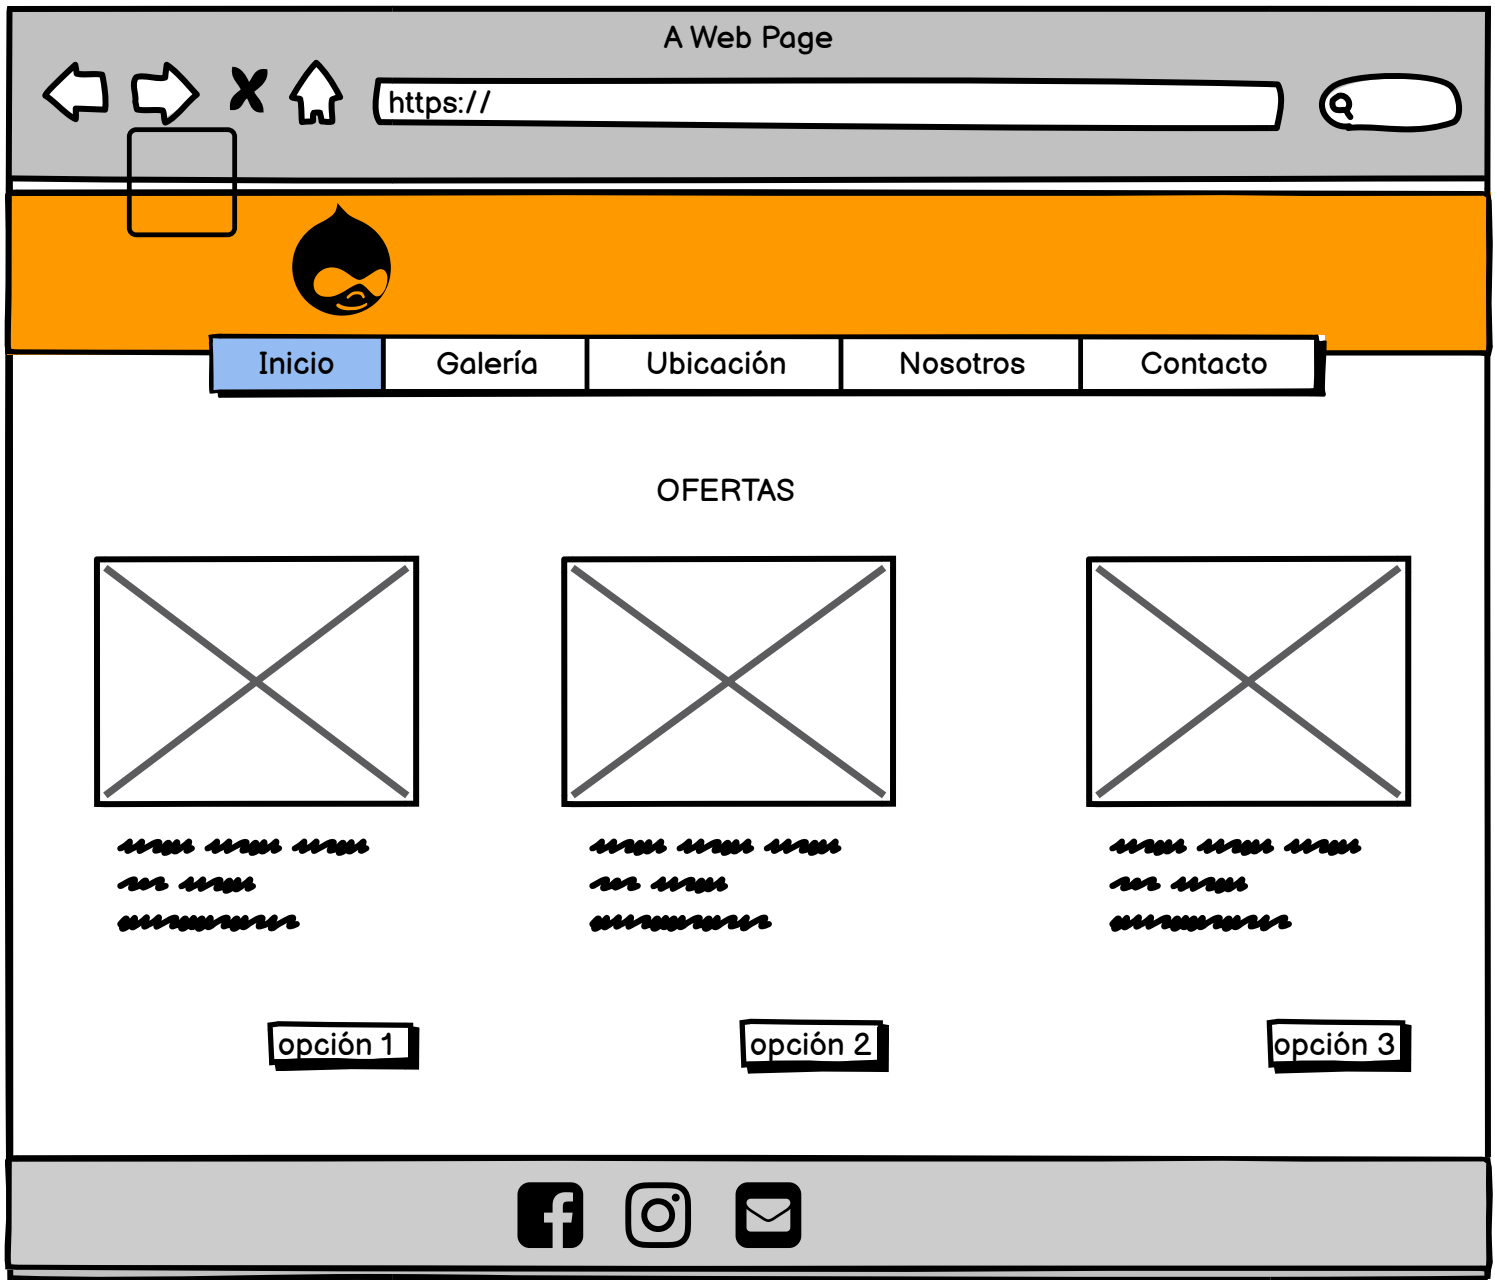 A Web Page
https://
Inicio Galería Ubicación Nosotros Contacto
OFERTAS
opción 1 opción 2 opción 3